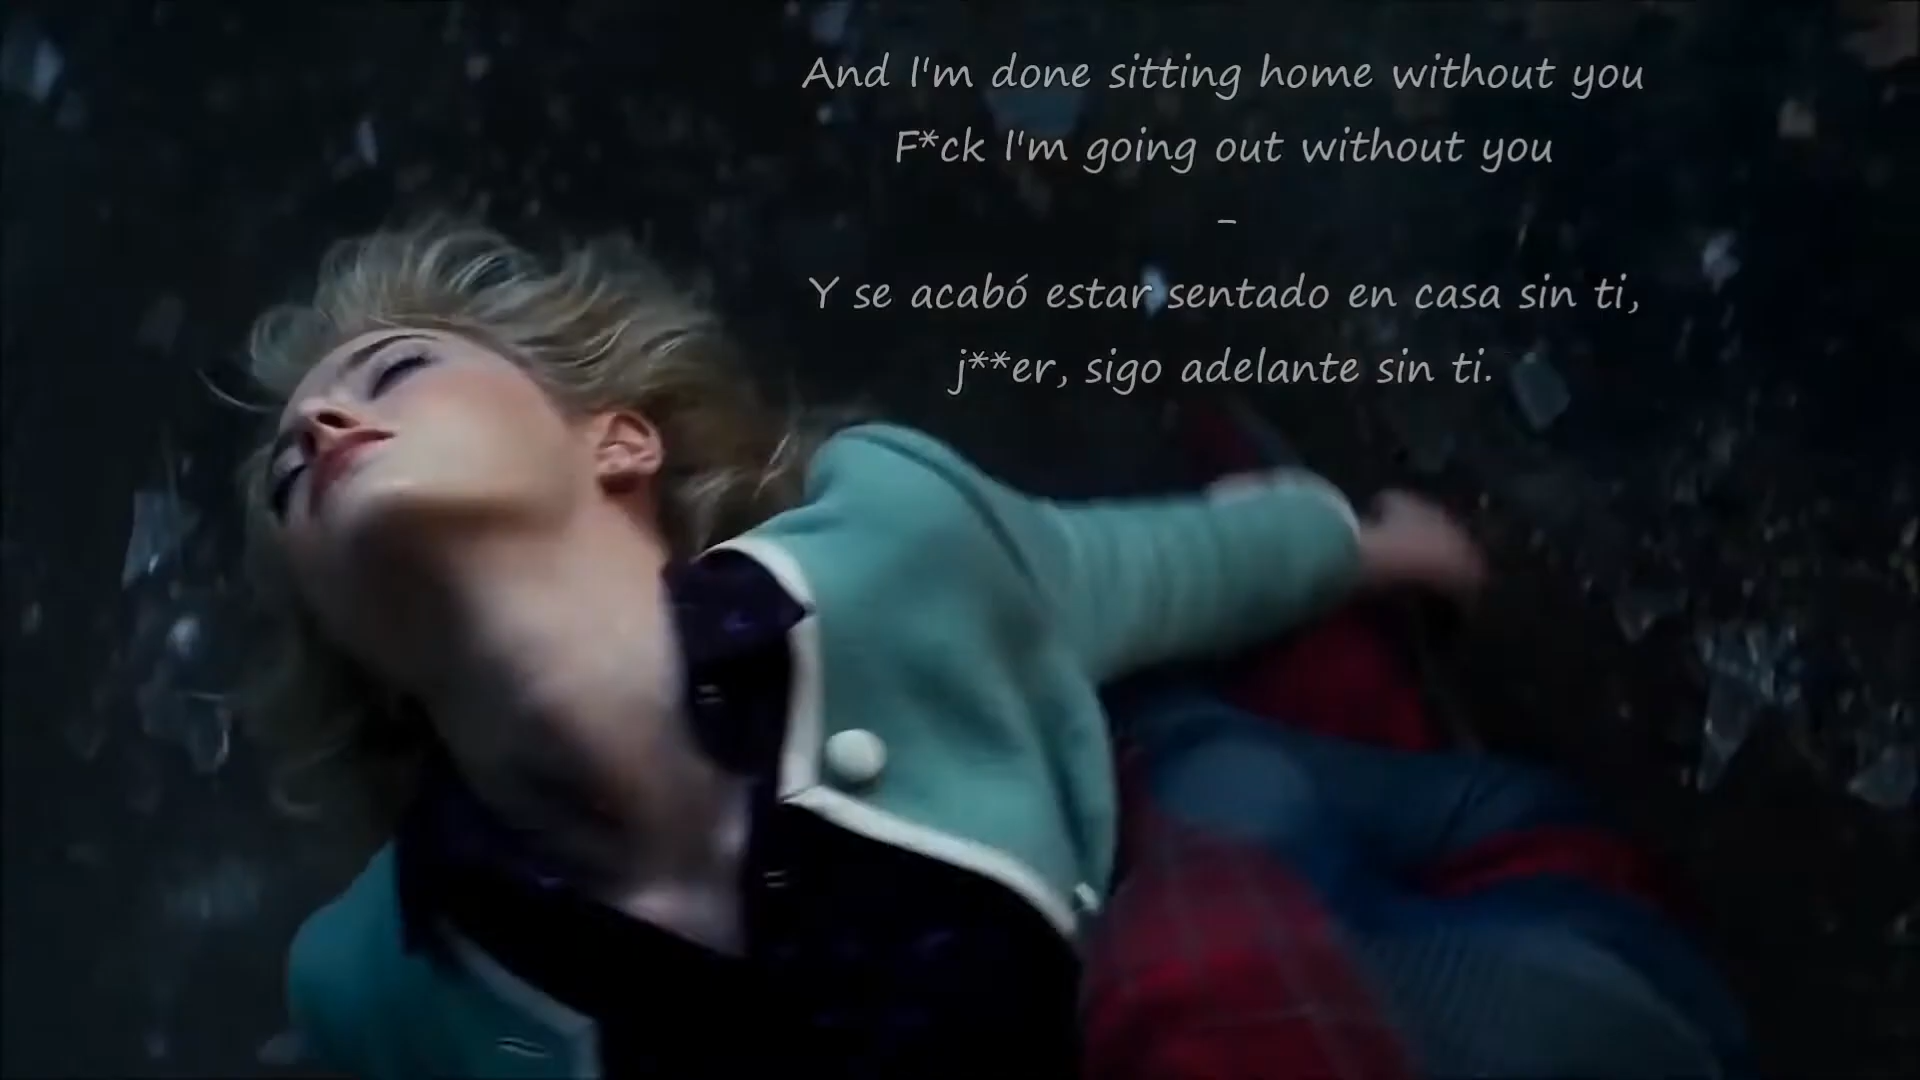 And I'm done sitting home without you
F*ck I'm going out without you
-
Y se acabó estar sentado en casa sin ti,
j**er, sigo adelante sin ti.